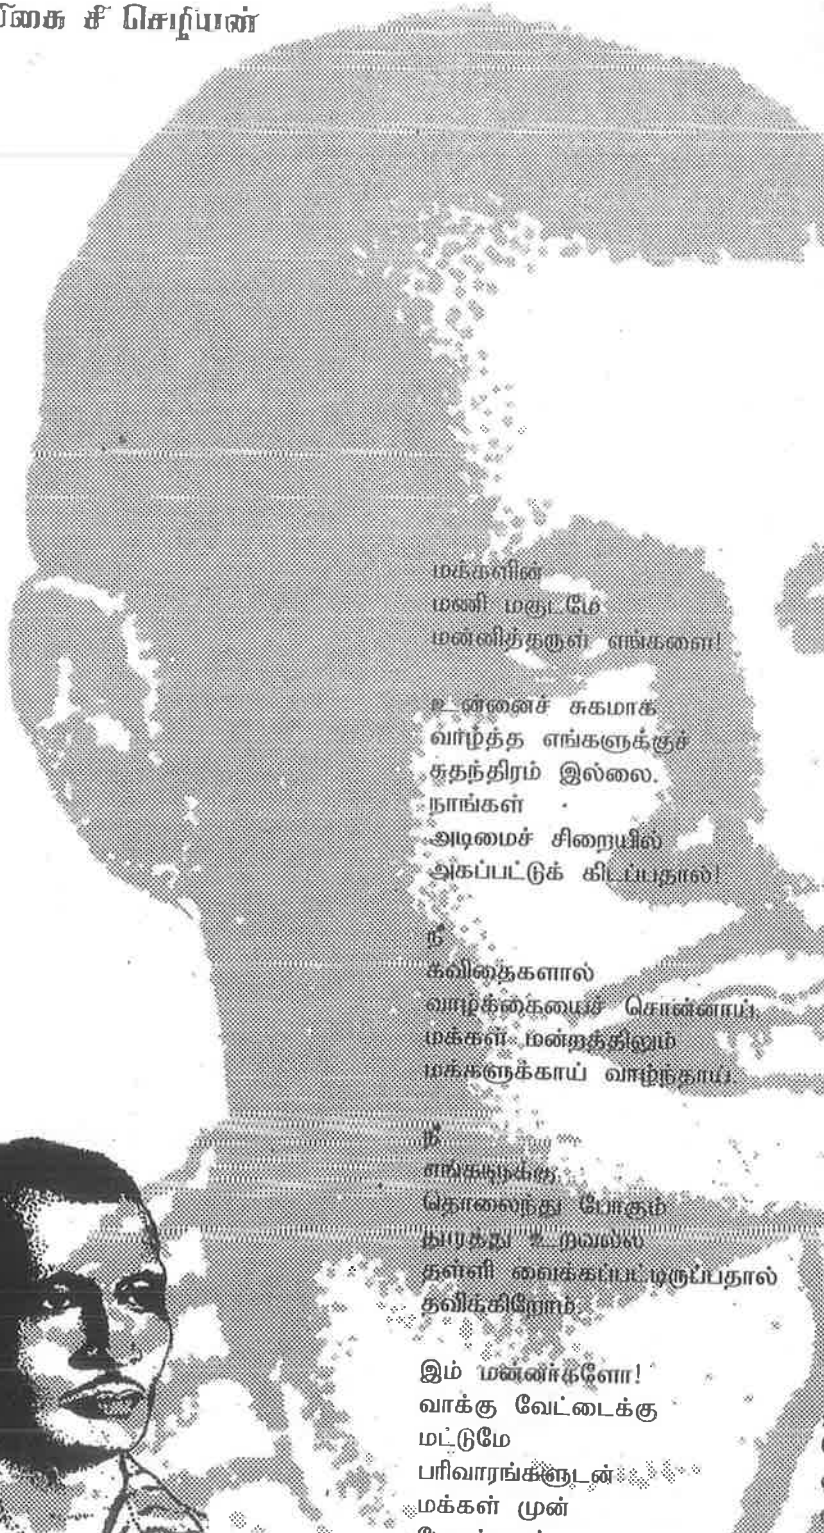 சி செழியன்
மக்களின்
மணி மகுடமே
மன்னித்தருள் எங்களை!
உன்னைச் சுகமாக
வாழ்த்த எங்களுக்குச்
சுதந்திரம் இல்லை.
நாங்கள்
அடிமைச் சிறையில்
அகப்பட்டுக் கிடப்பதால்!
நீ
கவிதைகளால்
வாழ்க்கையைச் சொன்னாய்,
மக்கள் மன்றத்திலும்
மக்களுக்காய் வாழ்ந்தாய்.
நீ
எங்களுக்கு
தொலைந்து போகும்
தூரத்து உறவல்ல
தள்ளி வைக்கப்பட்டிருப்பதால்
தவிக்கிறோம்.
இம் மன்னர்களோ!
வாக்கு வேட்டைக்கு
மட்டுமே
பரிவாரங்களுடன்
மக்கள் முன்